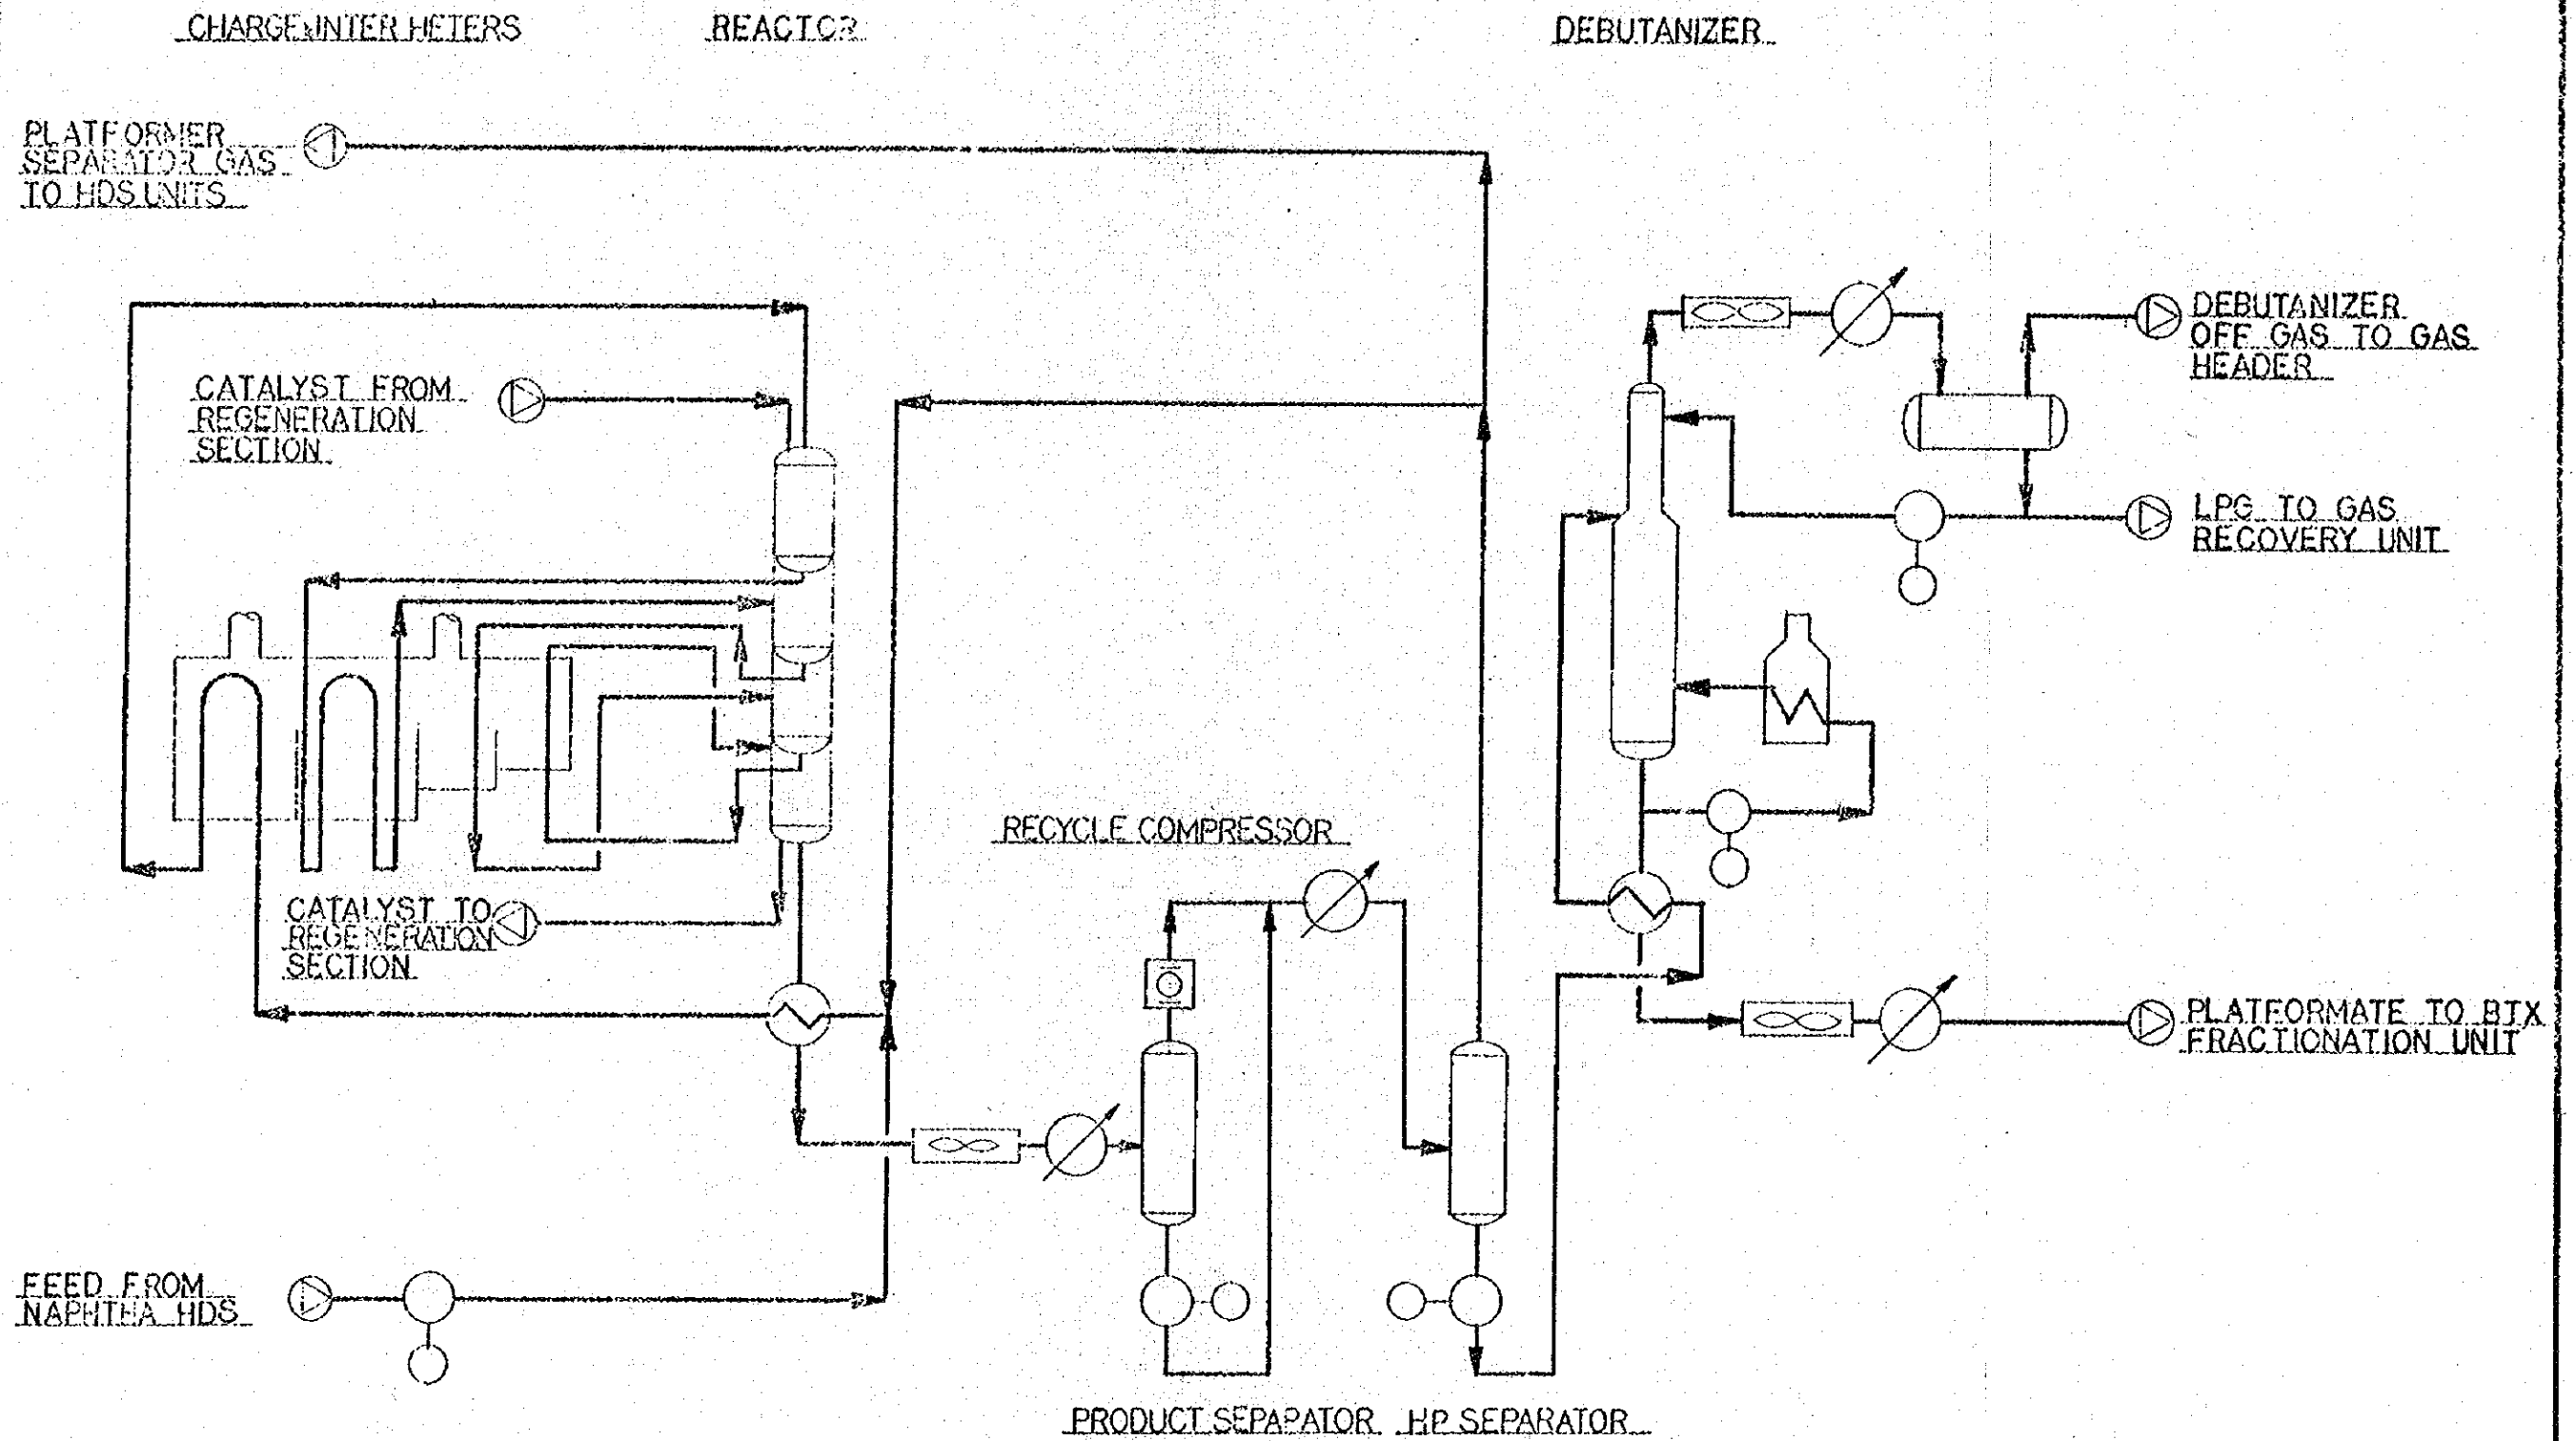 CHARGE&INTER HETERS
REACTOR
DEBUTANIZER
PLATFORMER
SEPARATOR GAS
TO HDS UNITS
DEBUTANIZER
OFF GAS TO GAS
HEADER
CATALYST FROM
REGENERATION
SECTION
LPG TO GAS
RECOVERY UNIT
RECYCLE COMPRESSOR
CATALYST TO
REGENERATION
SECTION
PLATFORMATE TO BTX
FRACTIONATION UNIT
FEED FROM
NAPHTHA HDS
PRODUCT SEPARATOR
HP SEPARATOR